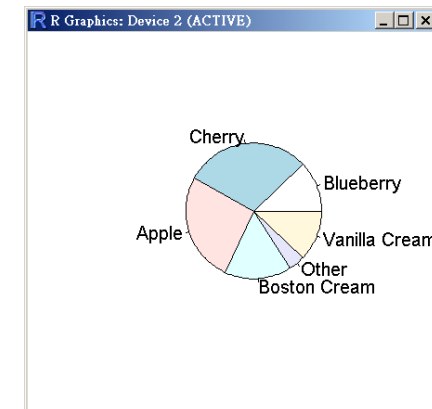 R R Graphics: Device 2 (ACTIVE)
Cherry
Blueberry
Apple
Vanilla Cream
Other
Boston Cream